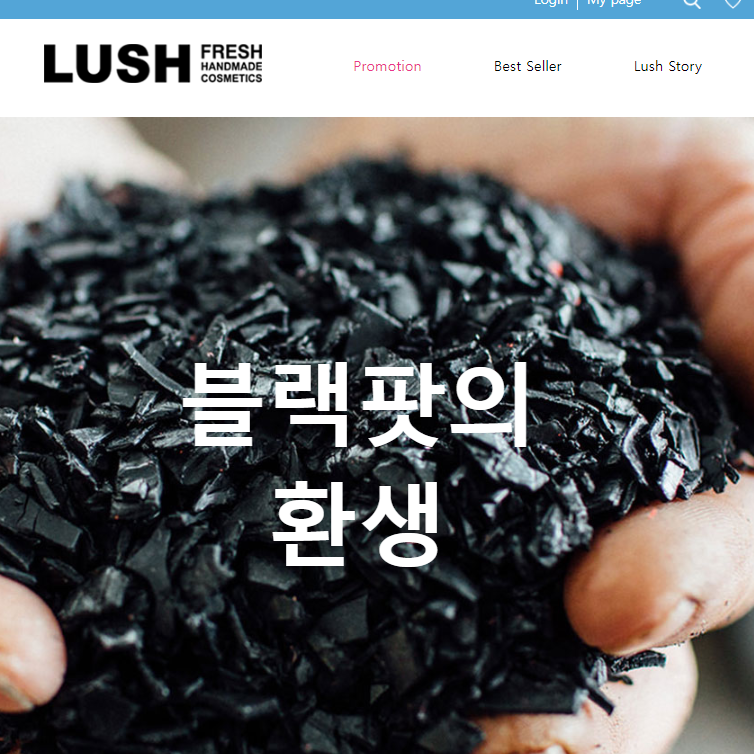 Login | My page
LUSH FRESH HANDMADE COSMETICS
Promotion
Best Seller
Lush Story
블랙팟의
환생